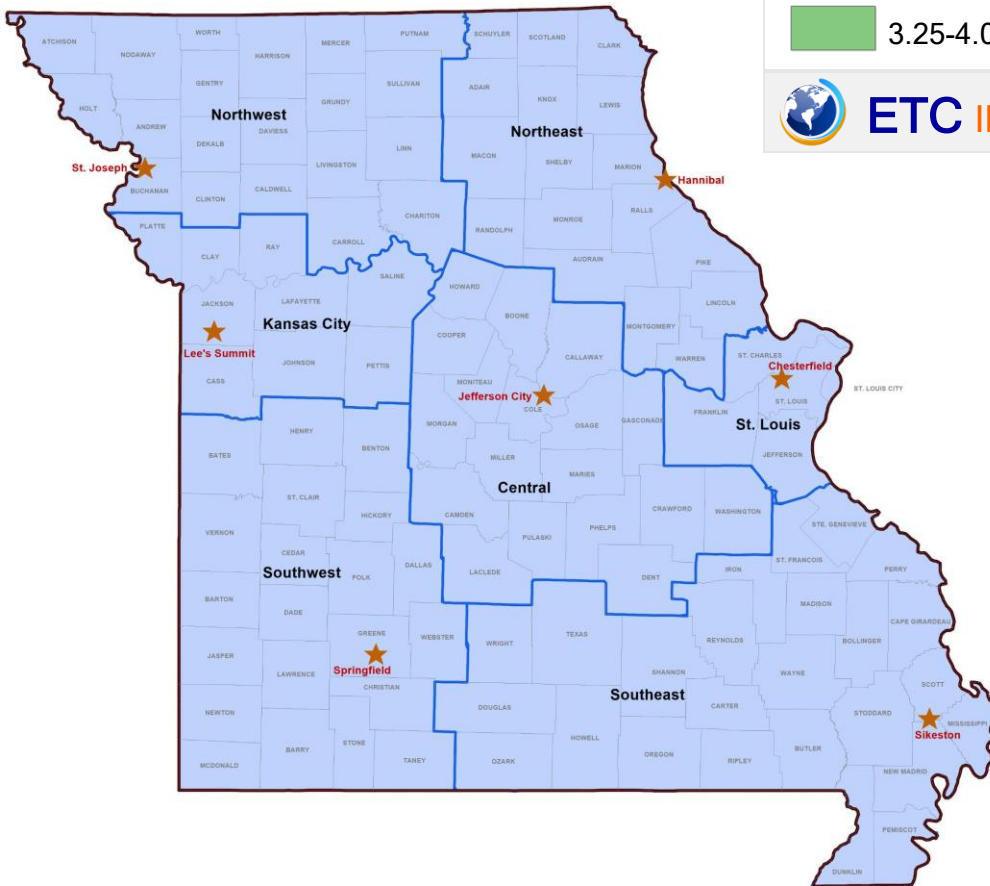 3.25-4.0
ETC
WORTH
PUTNAM
SCHUYLER
SCOTLAND
ATCHISON
MERCER
CLARK
NODAWAY
HARRISON
GENTRY
SULLIVAN
ADAIR
HOLT
GRUNDY
KNOX
LEWIS
Northwest
ANDREW
DAVIESS
Northeast
DEKALB
LINN
MACON
SHELBY
MARION
St. Joseph
LIVINGSTON
Hannibal
BUCHANAN
CALDWELL
CLINTON
RALLS
CHARITON
MONROE
PLATTE
RANDOLPH
CARROLL
RAY
CLAY
AUDRAIN
PIKE
SALINE
HOWARD
JACKSON
LAFAYETTE
LINCOLN
BOONE
Kansas City
MONTGOMERY
COOPER
Lee's Summit
CALLAWAY
ST. CHARLES
WARREN
JOHNSON
PETTIS
Chesterfield
CASS
MONITEAU
ST. LOUIS CITY
Jefferson City
ST. LOUIS
COLE
FRANKLIN
MORGAN
OSAGE
GASCONADE
St. Louis
HENRY
BENTON
BATES
MILLER
JEFFERSON
MARIES
Central
ST. CLAIR
CRAWFORD
WASHINGTON
HICKORY
CAMDEN
STE. GENEVIEVE
VERNON
PHELPS
PULASKI
CEDAR
ST. FRANCOIS
DALLAS
PERRY
Southwest
POLK
LACLEDE
DENT
IRON
BARTON
MADISON
DADE
CAPE GIRARDEAU
GREENE
WEBSTER
TEXAS
WRIGHT
REYNOLDS
BOLLINGER
JASPER
Springfield
LAWRENCE
SHANNON
WAYNE
CHRISTIAN
SCOTT
Southeast
CARTER
NEWTON
DOUGLAS
STODDARD
MISSISSIPPI
HOWELL
Sikeston
STONE
BARRY
BUTLER
OREGON
TANEY
OZARK
RIPLEY
MCDONALD
NEW MADRID
PEMISCOT
DUNKLIN